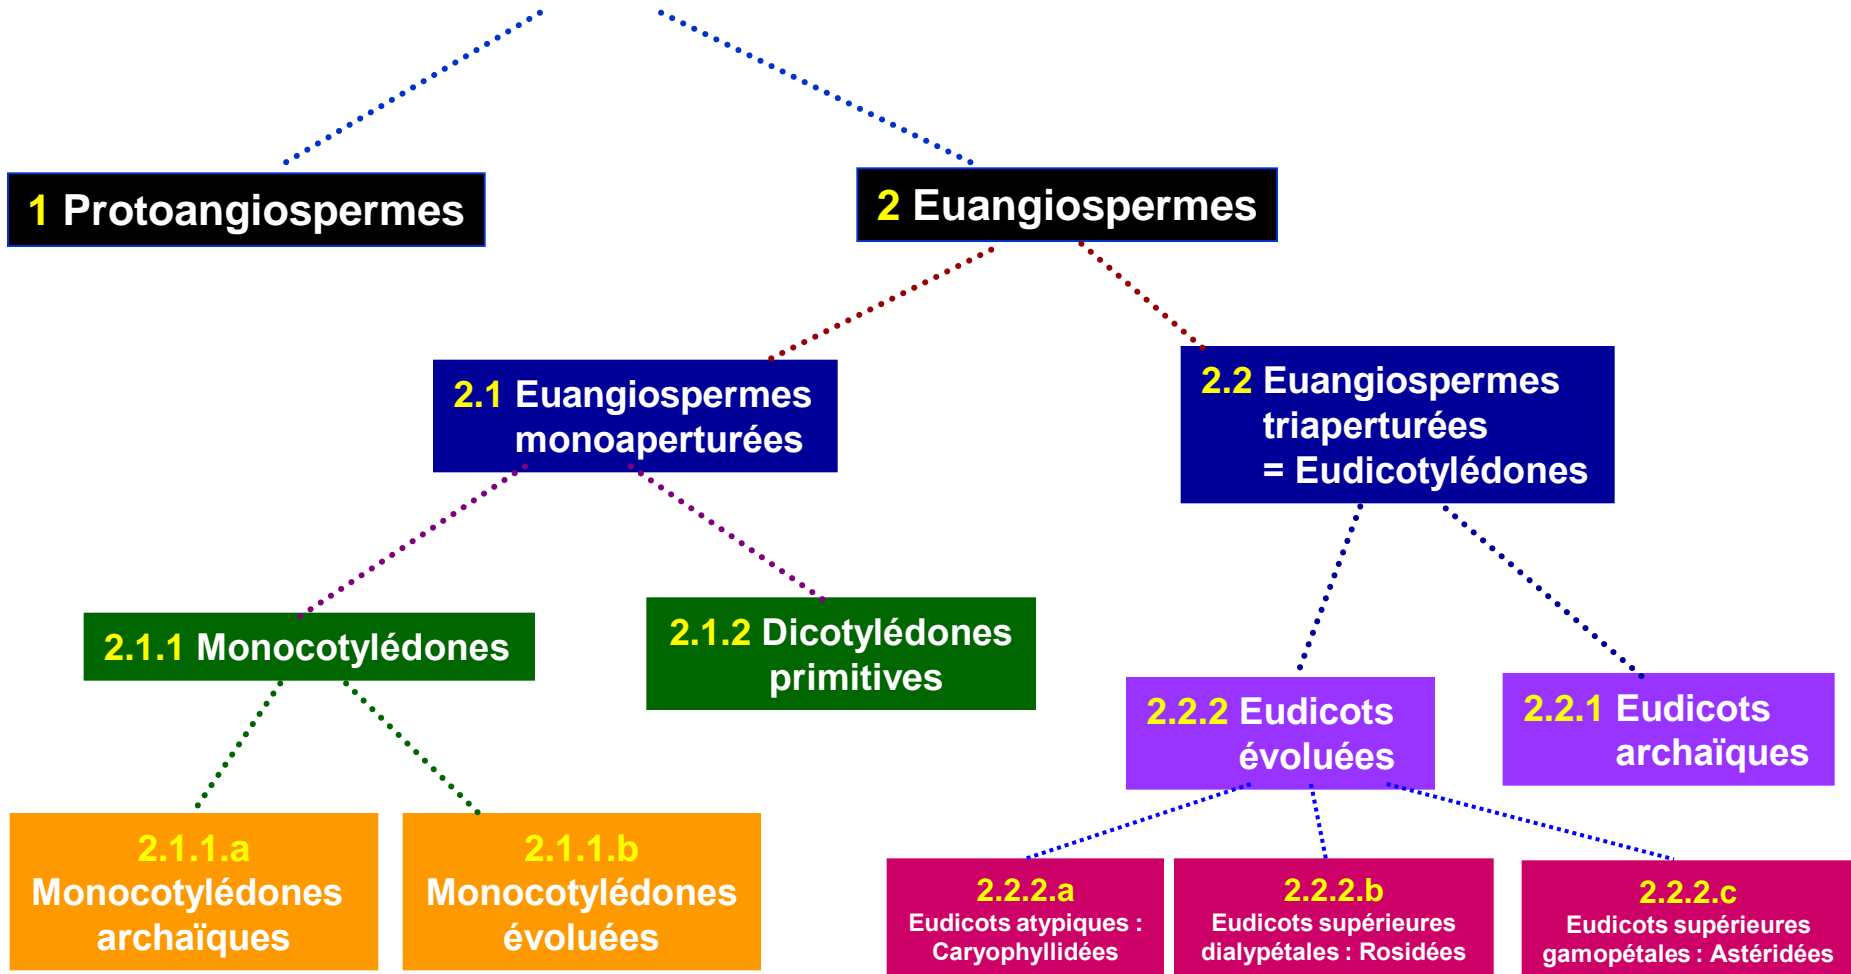 1 Protoangiospermes
2 Euangiospermes
2.1 Euangiospermes
monoaperturées
2.2 Euangiospermes
triaperturées
= Eudicotylédones
2.1.1 Monocotylédones
2.1.2 Dicotylédones
primitives
2.2.2 Eudicots
évoluées
2.2.1 Eudicots
archaïques
2.1.1.a
Monocotylédones
archaïques
2.1.1.b
Monocotylédones
évoluées
2.2.2.a
Eudicots atypiques :
Caryophyllidées
2.2.2.b
Eudicots supérieures
dialypétales : Rosidées
2.2.2.c
Eudicots supérieures
gamopétales : Astéridées